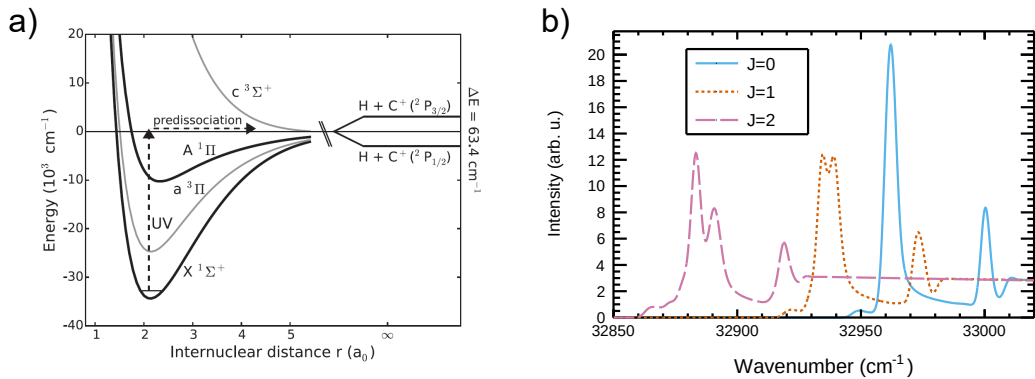 a)
20
10
0
-10
-20
-30
-40
Energy (10³ cm⁻¹)
c ³Σ⁺
predissociation
A ¹Π
a ³Π
UV
X ¹Σ⁺
H + C⁺(²P₃/₂)
H + C⁺(²P₁/₂)
ΔE = 63.4 cm⁻¹
1 2 3 4 5 ∞
Internuclear distance r (a₀)
b)
20
18
16
14
12
10
8
6
4
2
0
Intensity (arb. u.)
J=0
J=1
J=2
32850 32900 32950 33000
Wavenumber (cm⁻¹)